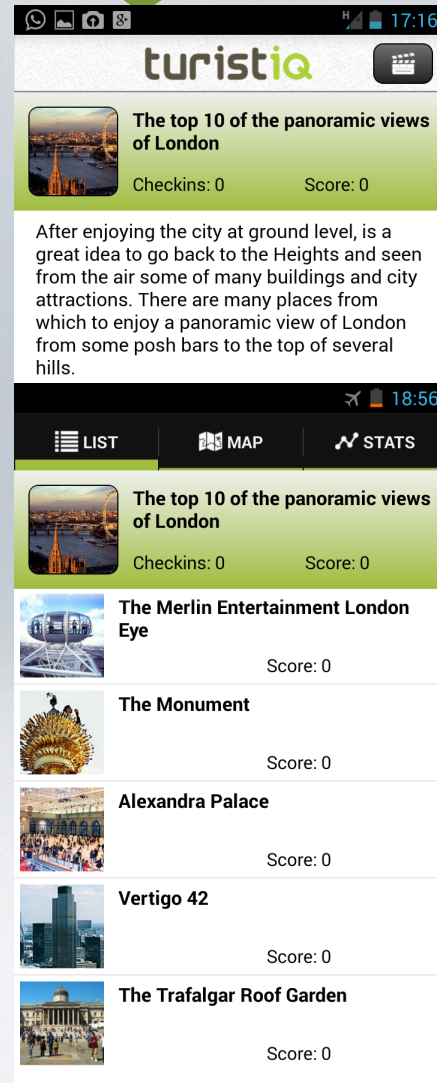 H 17:16
turistiq
The top 10 of the panoramic views
of London
Checkins: 0 Score: 0
After enjoying the city at ground level, is a
great idea to go back to the Heights and seen
from the air some of many buildings and city
attractions. There are many places from
which to enjoy a panoramic view of London
from some posh bars to the top of several
hills.
18:56
LIST MAP STATS
The top 10 of the panoramic views
of London
Checkins: 0 Score: 0
The Merlin Entertainment London
Eye
Score: 0
The Monument
Score: 0
Alexandra Palace
Score: 0
Vertigo 42
Score: 0
The Trafalgar Roof Garden
Score: 0